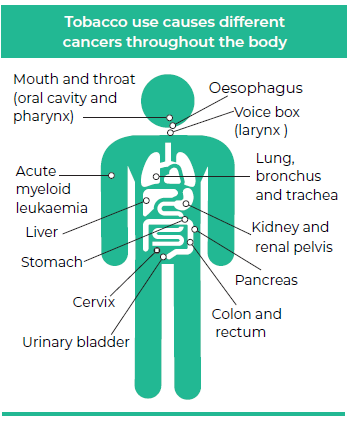 Tobacco use causes different
cancers throughout the body
Mouth and throat
(oral cavity and
pharynx)
Oesophagus
Voice box
(larynx )
Lung,
bronchus
and trachea
Acute
myeloid
leukaemia
Liver
Kidney and
renal pelvis
Stomach
Pancreas
Cervix
Colon and
rectum
Urinary bladder